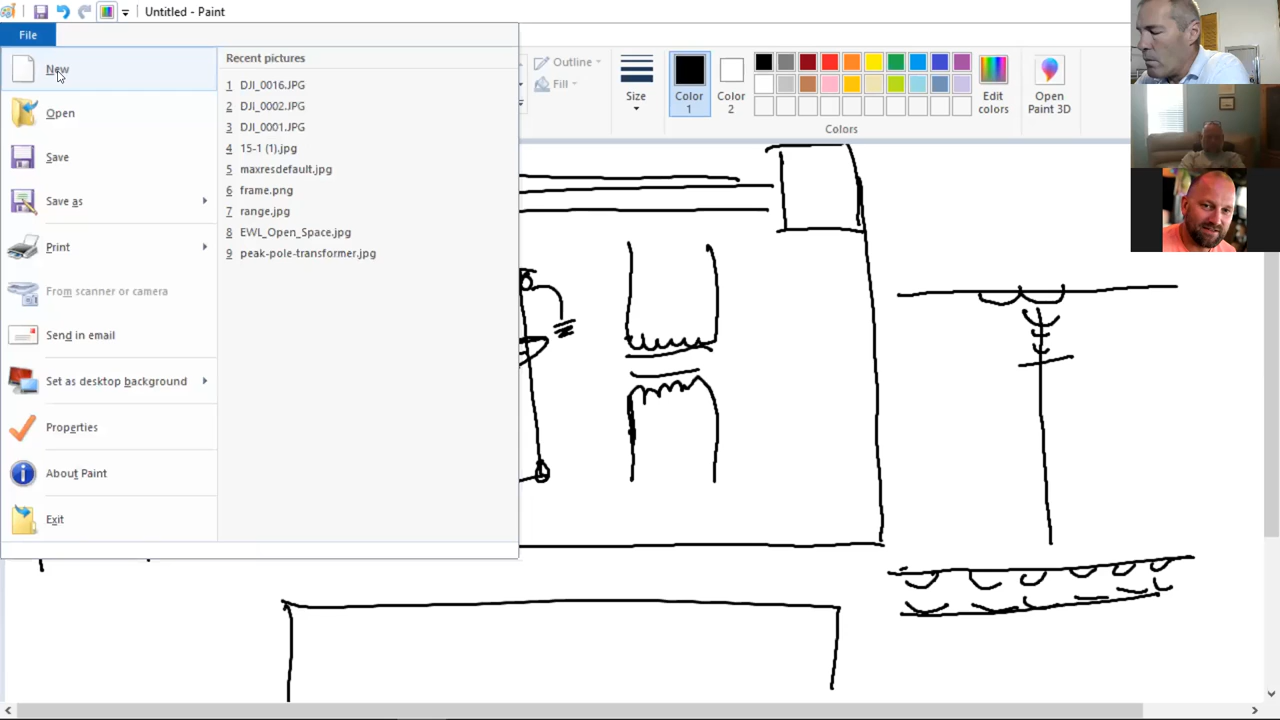 Untitled - Paint
File
New
Open
Save
Save as
Print
From scanner or camera
Send in email
Set as desktop background
Properties
About Paint
Exit
Recent pictures
1 DJI_0016.JPG
2 DJI_0002.JPG
3 DJI_0001.JPG
4 15-1 (1).jpg
5 maxresdefault.jpg
6 frame.png
7 range.jpg
8 EWL_Open_Space.jpg
9 peak-pole-transformer.jpg
Outline
Fill
Size
Color 1
Color 2
Edit colors
Open Paint 3D
Colors